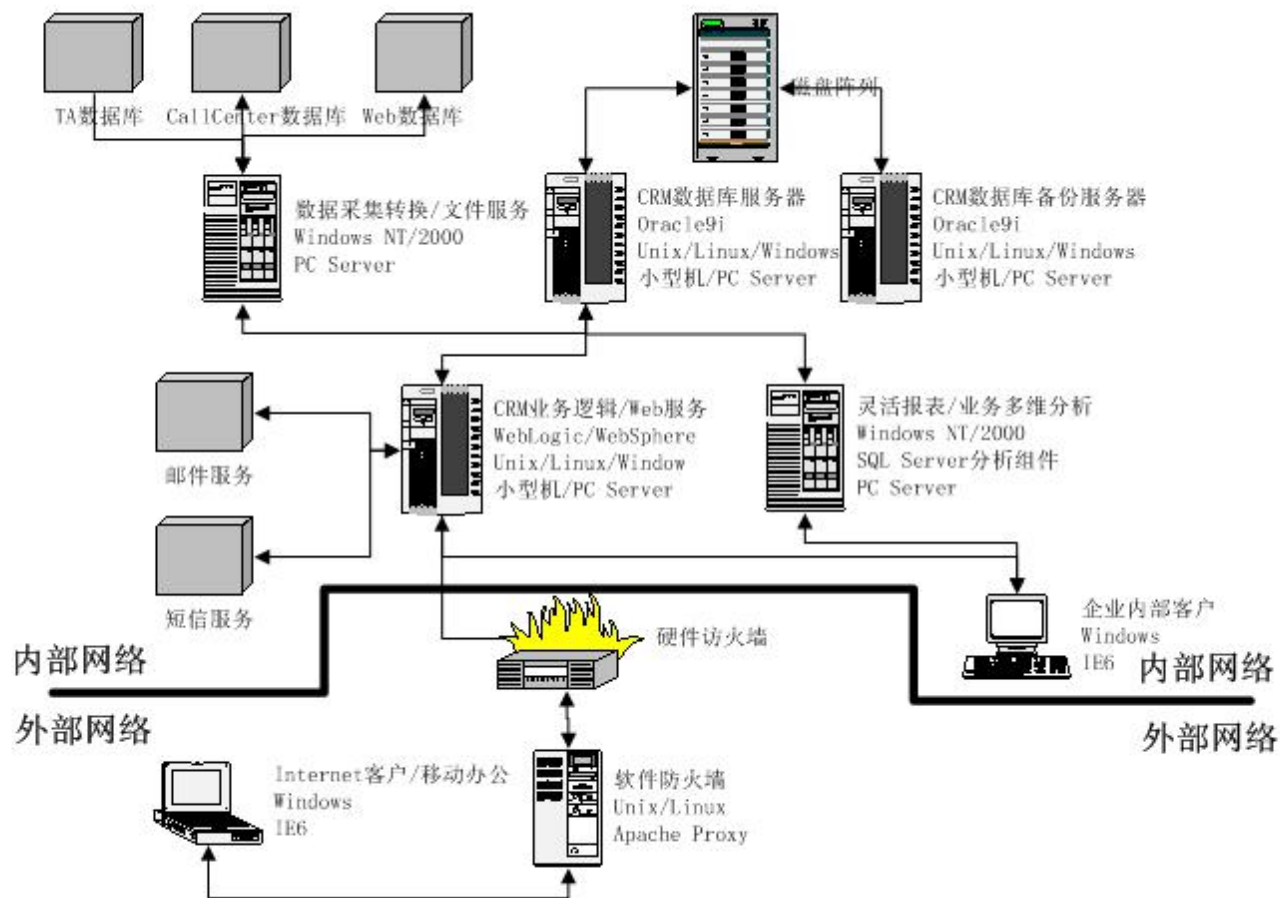 磁盘阵列
TA数据库 CallCenter数据库 Web数据库
数据采集转换/文件服务
Windows NT/2000
PC Server
CRM数据库服务器
Oracle9i
Unix/Linux/Windows
小型机/PC Server
CRM数据库备份服务器
Oracle9i
Unix/Linux/Windows
小型机/PC Server
CRM业务逻辑/Web服务
WebLogic/WebSphere
Unix/Linux/Window
小型机/PC Server
灵活报表/业务多维分析
Windows NT/2000
SQL Server分析组件
PC Server
邮件服务
短信服务
硬件访火墙
企业内部客户
Windows
IE6
内部网络
内部网络
外部网络
外部网络
Internet客户/移动办公
Windows
IE6
软件防火墙
Unix/Linux
Apache Proxy